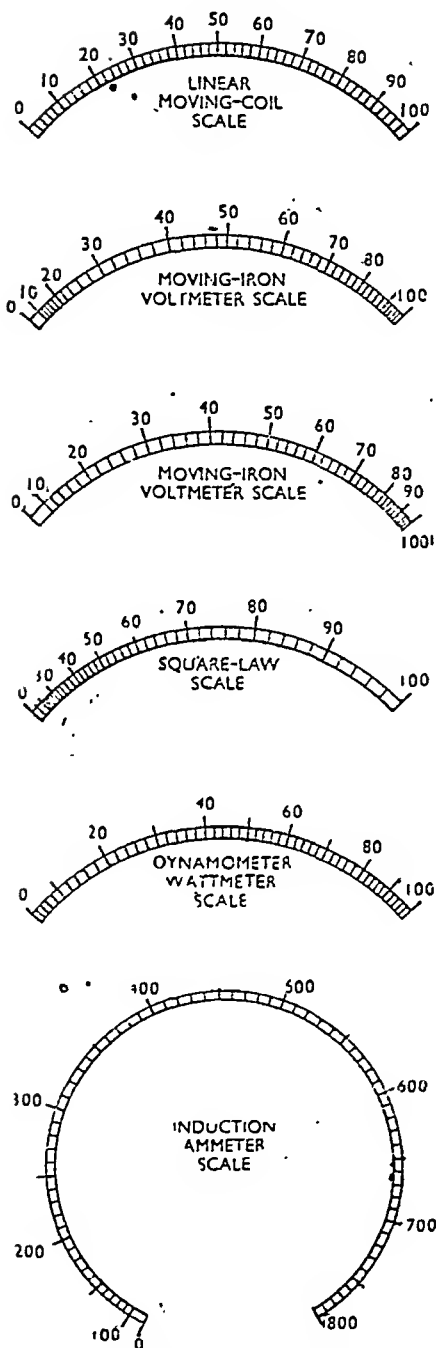 0 10 20 30 40 50 60 70 80 90 100
LINEAR
MOVING-COIL
SCALE
0 10 20 30 40 50 60 70 80 100
MOVING-IRON
VOLTMETER SCALE
0 10 20 30 40 50 60 70 80 90 100
MOVING-IRON
VOLTMETER SCALE
0 30 40 50 60 70 80 90 100
SQUARE-LAW
SCALE
0 20 40 60 80 100
DYNAMOMETER
WATTMETER
SCALE
0 100 200 300 400 500 600 700 800
INDUCTION
AMMETER
SCALE